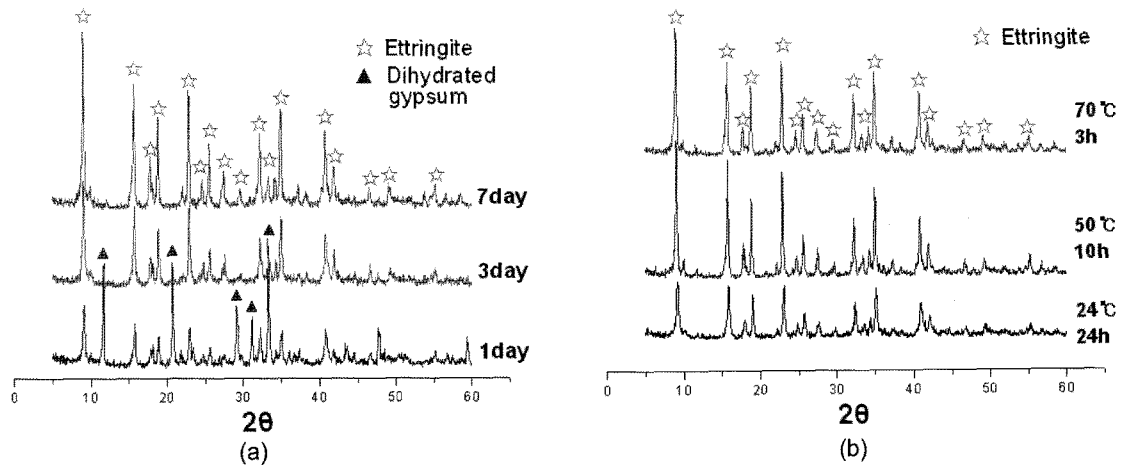 ☆ Ettringite
▲ Dihydrated
gypsum
7day
3day
1day
0 10 20 30 40 50 60
2θ
(a)
☆ Ettringite
70℃
3h
50℃
10h
24℃
24h
0 10 20 30 40 50 60
2θ
(b)